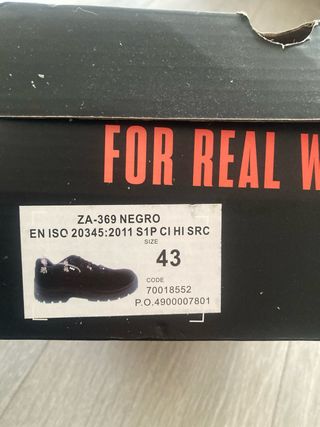 FOR REAL W
ZA-369 NEGRO
EN ISO 20345:2011 S1P CI HI SRC
SIZE
43
CODE
70018552
P.O.4900007801